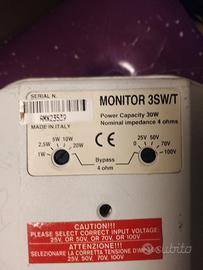 SERIAL N.
MADE IN ITALY
MONITOR 3SW/T
Power Capacity 30W
Nominal impedance 4 ohms
5W 10W
2,5W 20W
1W
CE
25V 50V
0 70V
100V
Bypass
4 ohm
CAUTION!!!
PLEASE SELECT CORRECT INPUT VOLTAGE:
25V, OR 50V, OR 70V, OR 100V
ATTENZIONE!!!
SELEZIONARE LA CORRETTA TENSIONE D'INGRESSO:
25V, 50V, 70V, 100V
subito